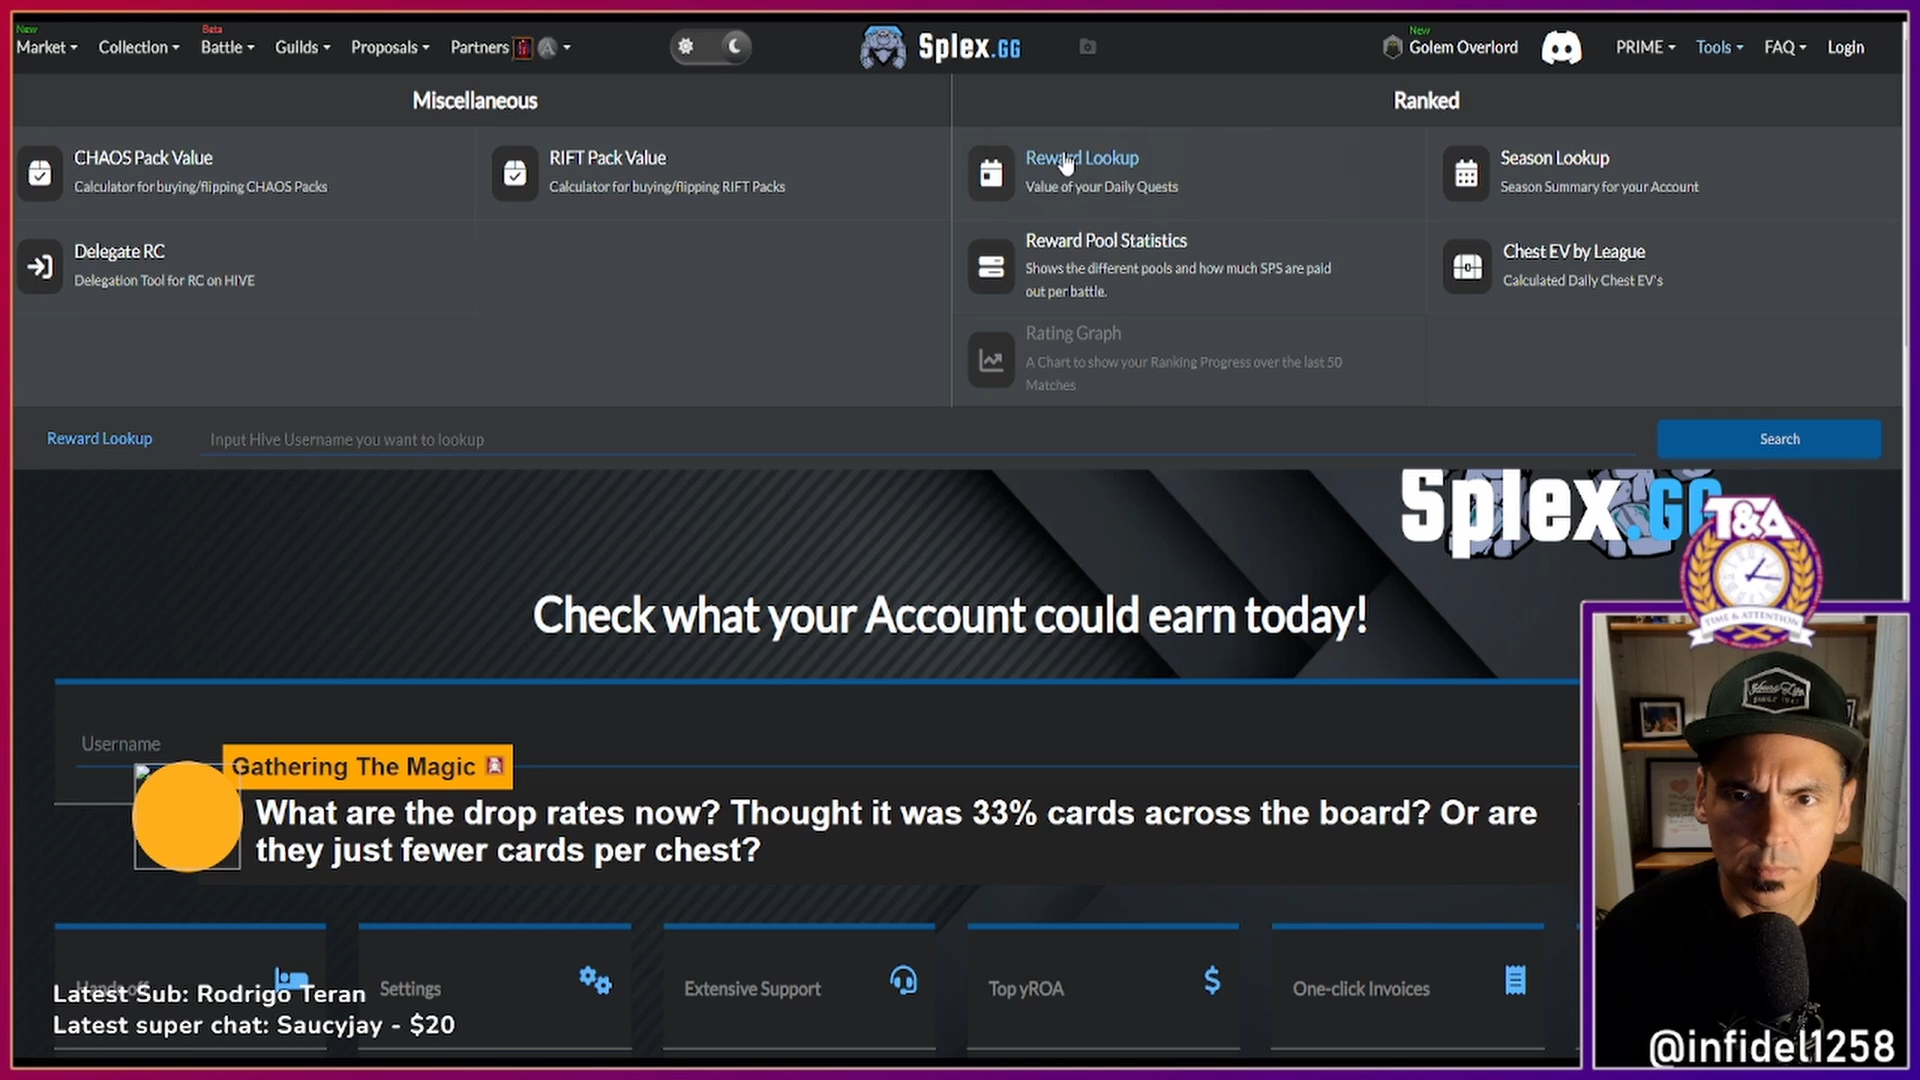 New
Market
Collection
Beta
Battle
Guilds
Proposals
Partners
Splex.GG
New
Golem Overlord
PRIME
Tools
FAQ
Login
Miscellaneous
Ranked
CHAOS Pack Value
Calculator for buying/flipping CHAOS Packs
RIFT Pack Value
Calculator for buying/flipping RIFT Packs
Reward Lookup
Value of your Daily Quests
Season Lookup
Season Summary for your Account
Delegate RC
Delegation Tool for RC on HIVE
Reward Pool Statistics
Shows the different pools and how much SPS are paid
out per battle.
Chest EV by League
Calculated Daily Chest EV's
Rating Graph
A Chart to show your Ranking Progress over the last 50
Matches
Reward Lookup
Input Hive Username you want to lookup
Search
Splex.GG
T&A
TIME & ATTENTION
Check what your Account could earn today!
Username
Gathering The Magic
What are the drop rates now? Thought it was 33% cards across the board? Or are
they just fewer cards per chest?
Hands off
Settings
Extensive Support
Top yROA
One-click Invoices
Latest Sub: Rodrigo Teran
Latest super chat: Saucyjay - $20
@infidel1258